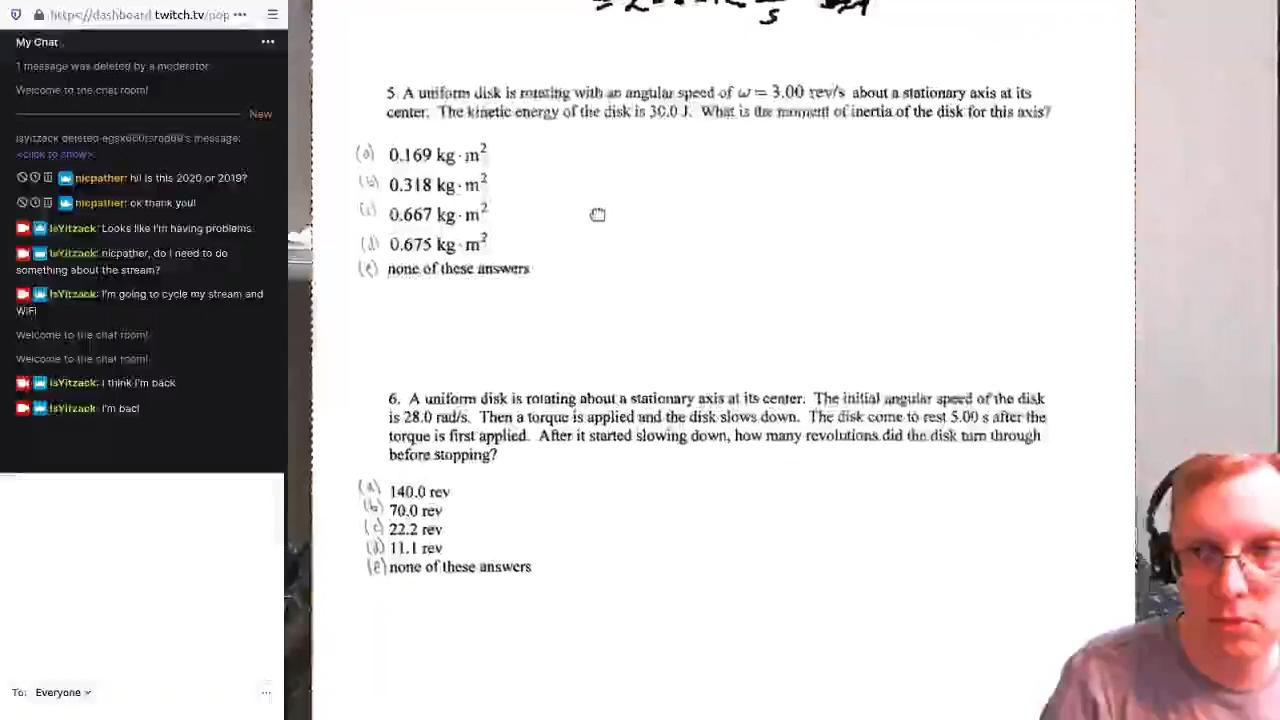 https://dashboard.twitch.tv/pop
My Chat
1 message was deleted by a moderator
Welcome to the chat room!
New
message:
<click to show>
nicpather: hi! is this 2020 or 2019?
nicpather: ok thank you!
IsYitzack: Looks like I'm having problems
IsYitzack: nicpather, do I need to do
something about the stream?
IsYitzack: I'm going to cycle my stream and
WiFi
Welcome to the chat room!
Welcome to the chat room!
IsYitzack: I think I'm back
IsYitzack: I'm bac!
To: Everyone
s
5. A uniform disk is rotating with an angular speed of ω = 3.00 rev/s about a stationary axis at its
center. The kinetic energy of the disk is 30.0 J. What is the moment of inertia of the disk for this axis?
(a) 0.169 kg · m²
(b) 0.318 kg · m²
(c) 0.667 kg · m²
(d) 0.675 kg · m²
(e) none of these answers
6. A uniform disk is rotating about a stationary axis at its center. The initial angular speed of the disk
is 28.0 rad/s. Then a torque is applied and the disk slows down. The disk come to rest 5.00 s after the
torque is first applied. After it started slowing down, how many revolutions did the disk turn through
before stopping?
(a) 140.0 rev
(b) 70.0 rev
(c) 22.2 rev
(d) 11.1 rev
(e) none of these answers